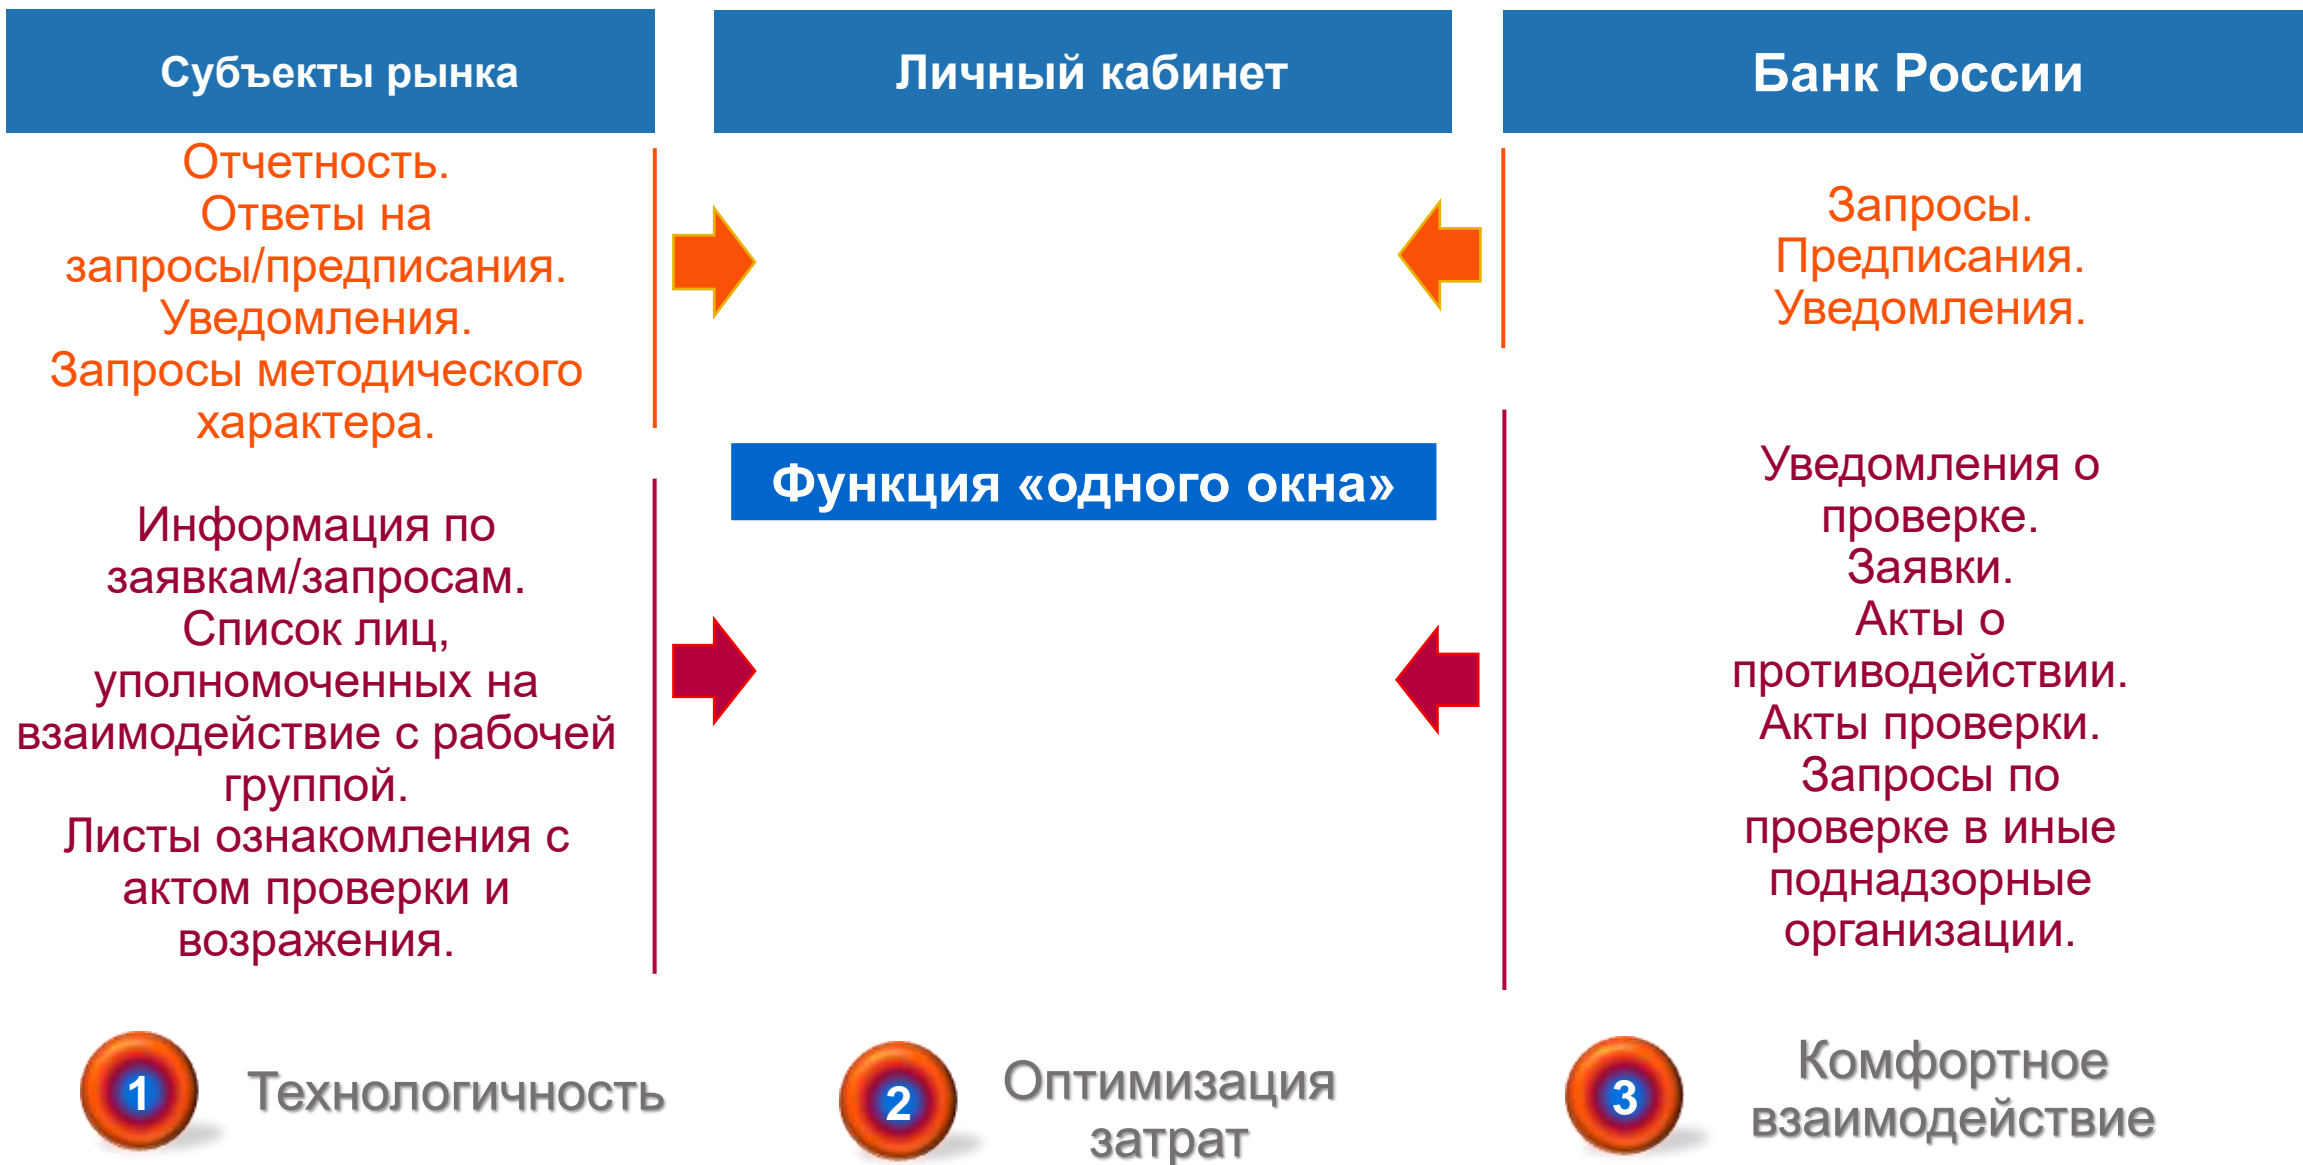 Субъекты рынка
Личный кабинет
Банк России
Отчетность.
Ответы на
запросы/предписания.
Уведомления.
Запросы методического
характера.
Информация по
заявкам/запросам.
Список лиц,
уполномоченных на
взаимодействие с рабочей
группой.
Листы ознакомления с
актом проверки и
возражения.
Функция «одного окна»
Запросы.
Предписания.
Уведомления.
Уведомления о
проверке.
Заявки.
Акты о
противодействии.
Акты проверки.
Запросы по
проверке в иные
поднадзорные
организации.
1
Технологичность
2
Оптимизация
затрат
3
Комфортное
взаимодействие